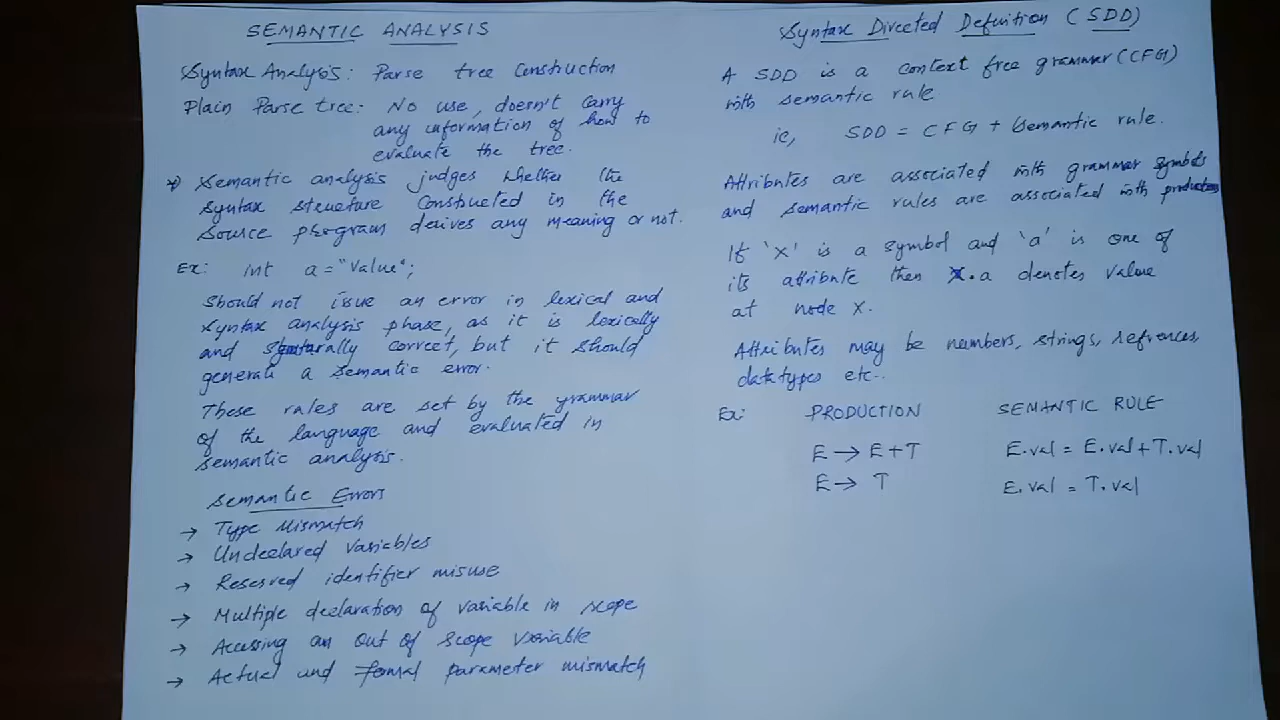 SEMANTIC ANALYSIS
Syntax Analysis: Parse tree Construction
Plain Parse tree: No use, doesn't carry
any information of how to
evaluate the tree.
* Semantic analysis judges whether the
Syntax structure Constructed in the
Source program derives any meaning or not.
Ex: int a = "Value";
Should not issue an error in lexical and
Syntax analysis phase, as it is lexically
and correct, but it should
generate a Semantic error.
These rules are set by the grammar
of the language and evaluated in
Semantic analysis.
Semantic Errors
→ Type Mismatch
→ Undeclared Variables
→ Reserved identifier misuse
→ Multiple declaration of variable in scope
→ Accessing an out of scope variable
→ Actual and formal parameter mismatch
Syntax Directed Definition (SDD)
A SDD is a context free grammar (CFG)
with semantic rule.
ie, SDD = CFG + Semantic rule.
Attributes are associated with grammar symbols
and semantic rules are associated with productions
If 'X' is a symbol and 'a' is one of
its attribute then X.a denotes value
at node X.
Attributes may be numbers, strings, references,
datatypes etc..
Ex: PRODUCTION SEMANTIC RULE
E → E + T E.val = E.val + T.val
E → T E.val = T.val